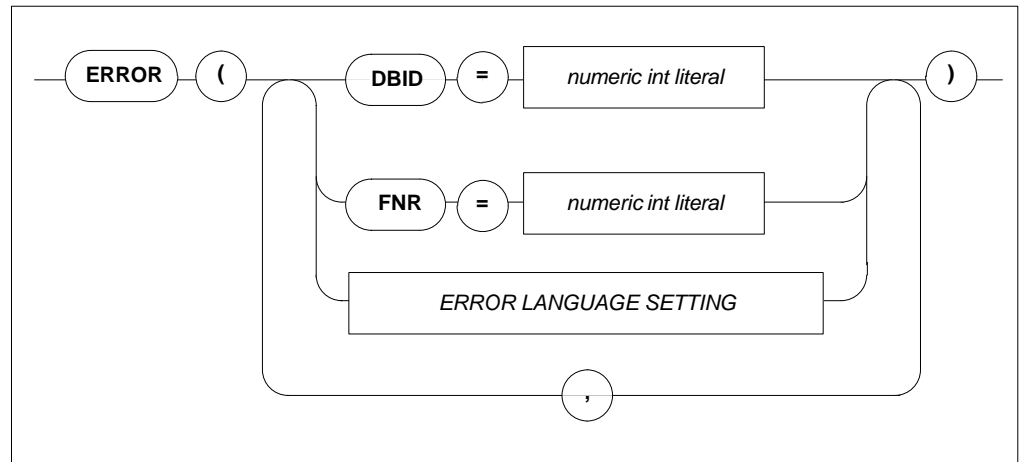 ERROR ( DBID = numeric int literal )
FNR = numeric int literal
ERROR LANGUAGE SETTING
,